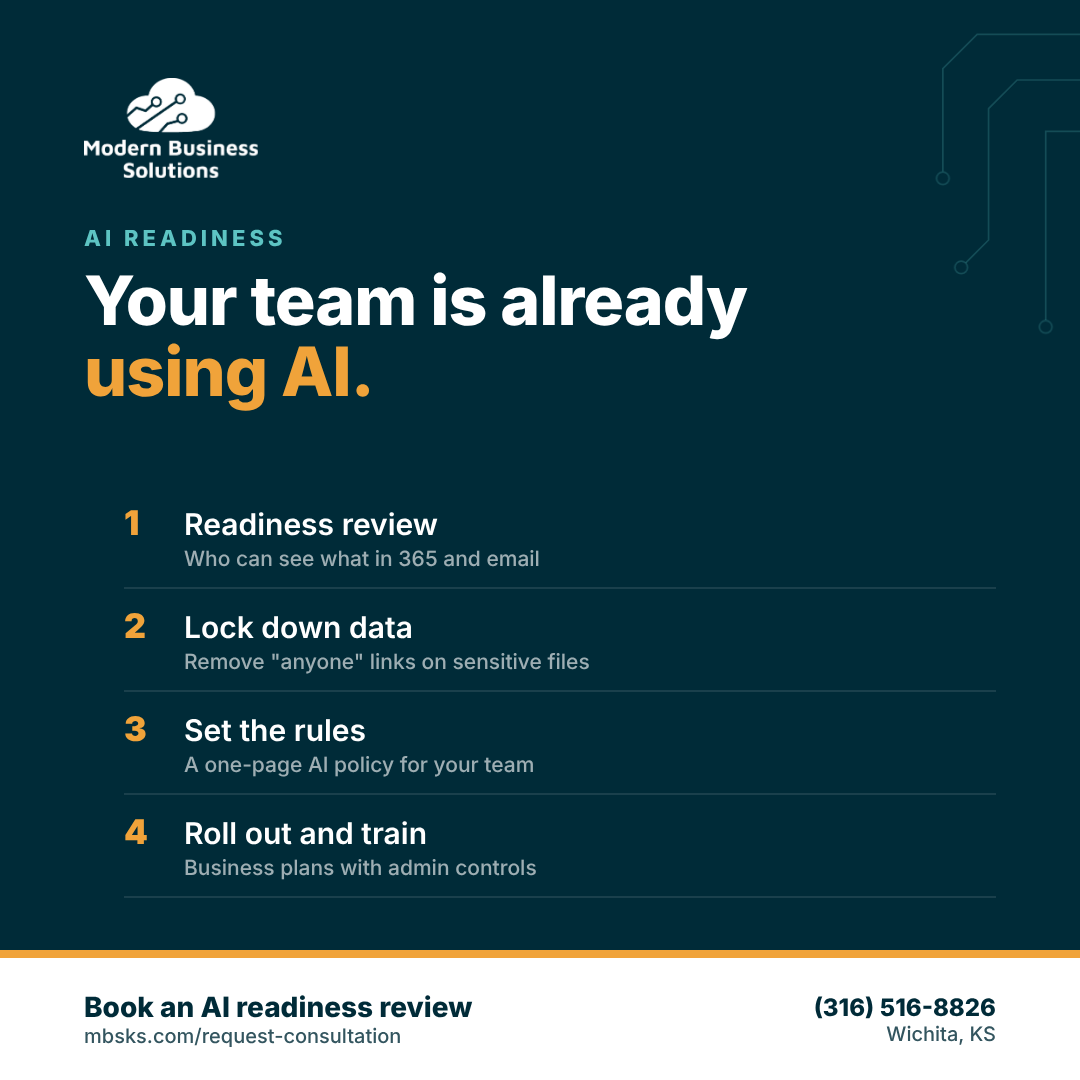 Modern Business
Solutions
AI READINESS
Your team is already
using AI.
1 Readiness review
Who can see what in 365 and email
2 Lock down data
Remove "anyone" links on sensitive files
3 Set the rules
A one-page AI policy for your team
4 Roll out and train
Business plans with admin controls
Book an AI readiness review
mbsks.com/request-consultation
(316) 516-8826
Wichita, KS